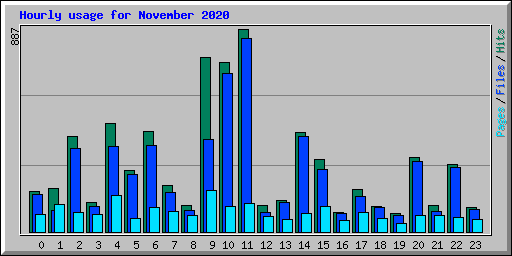 Hourly usage for November 2020
887
Pages / Files / Hits
0 1 2 3 4 5 6 7 8 9 10 11 12 13 14 15 16 17 18 19 20 21 22 23